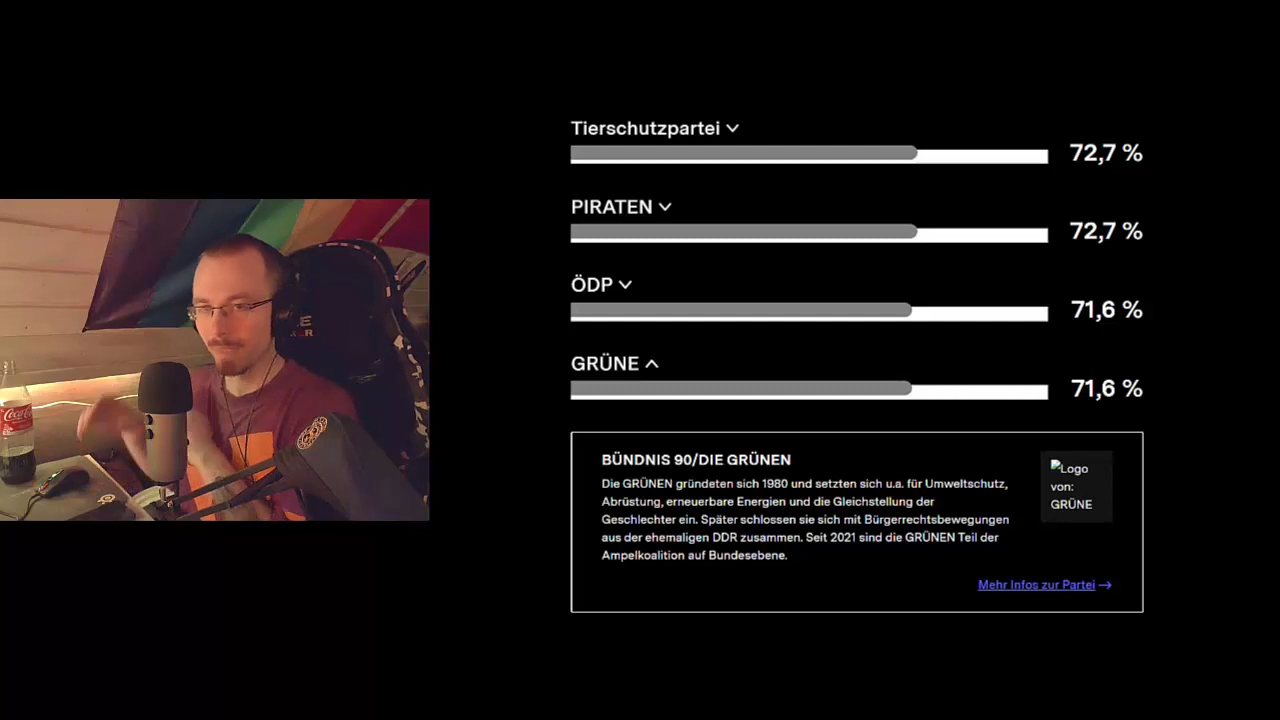 Tierschutzpartei
72,7 %
PIRATEN
72,7 %
ÖDP
71,6 %
GRÜNE
71,6 %
BÜNDNIS 90/DIE GRÜNEN
Die GRÜNEN gründeten sich 1980 und setzten sich u.a. für Umweltschutz,
Abrüstung, erneuerbare Energien und die Gleichstellung der
Geschlechter ein. Später schlossen sie sich mit Bürgerrechtsbewegungen
aus der ehemaligen DDR zusammen. Seit 2021 sind die GRÜNEN Teil der
Ampelkoalition auf Bundesebene.
Logo
von:
GRÜNE
Mehr Infos zur Partei